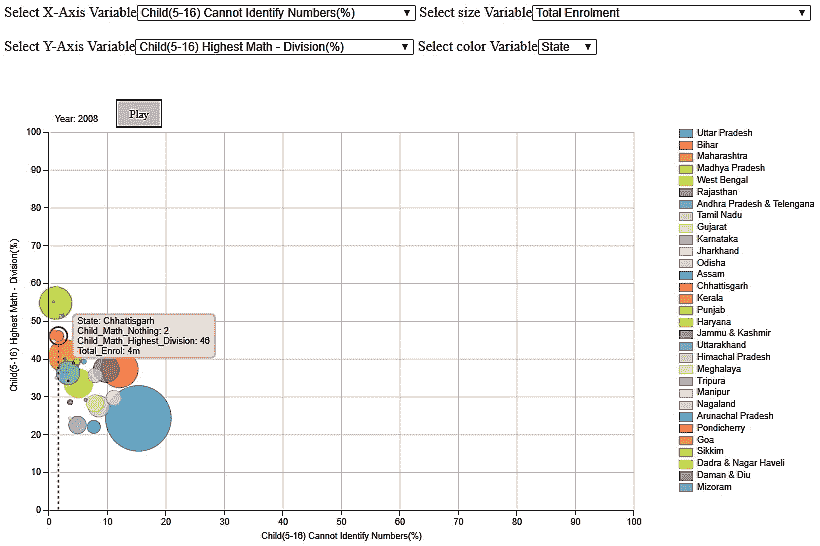 Select X-Axis Variable Child(5-16) Cannot Identify Numbers(%) ▼ Select size Variable Total Enrolment ▼
Select Y-Axis Variable Child(5-16) Highest Math - Division(%) ▼ Select color Variable State ▼
Year: 2008
Play
100
90
80
70
60
50
40
30
20
10
0
Child(5-16) Highest Math - Division(%)
State: Chhattisgarh
Child_Math_Nothing: 2
Child_Math_Highest_Division: 46
Total_Enrol: 4m
0 10 20 30 40 50 60 70 80 90 100
Child(5-16) Cannot Identify Numbers(%)
Uttar Pradesh
Bihar
Maharashtra
Madhya Pradesh
West Bengal
Rajasthan
Andhra Pradesh & Telengana
Tamil Nadu
Gujarat
Karnataka
Jharkhand
Odisha
Assam
Chhattisgarh
Kerala
Punjab
Haryana
Jammu & Kashmir
Uttarakhand
Himachal Pradesh
Meghalaya
Tripura
Manipur
Nagaland
Arunachal Pradesh
Pondicherry
Goa
Sikkim
Dadra & Nagar Haveli
Daman & Diu
Mizoram